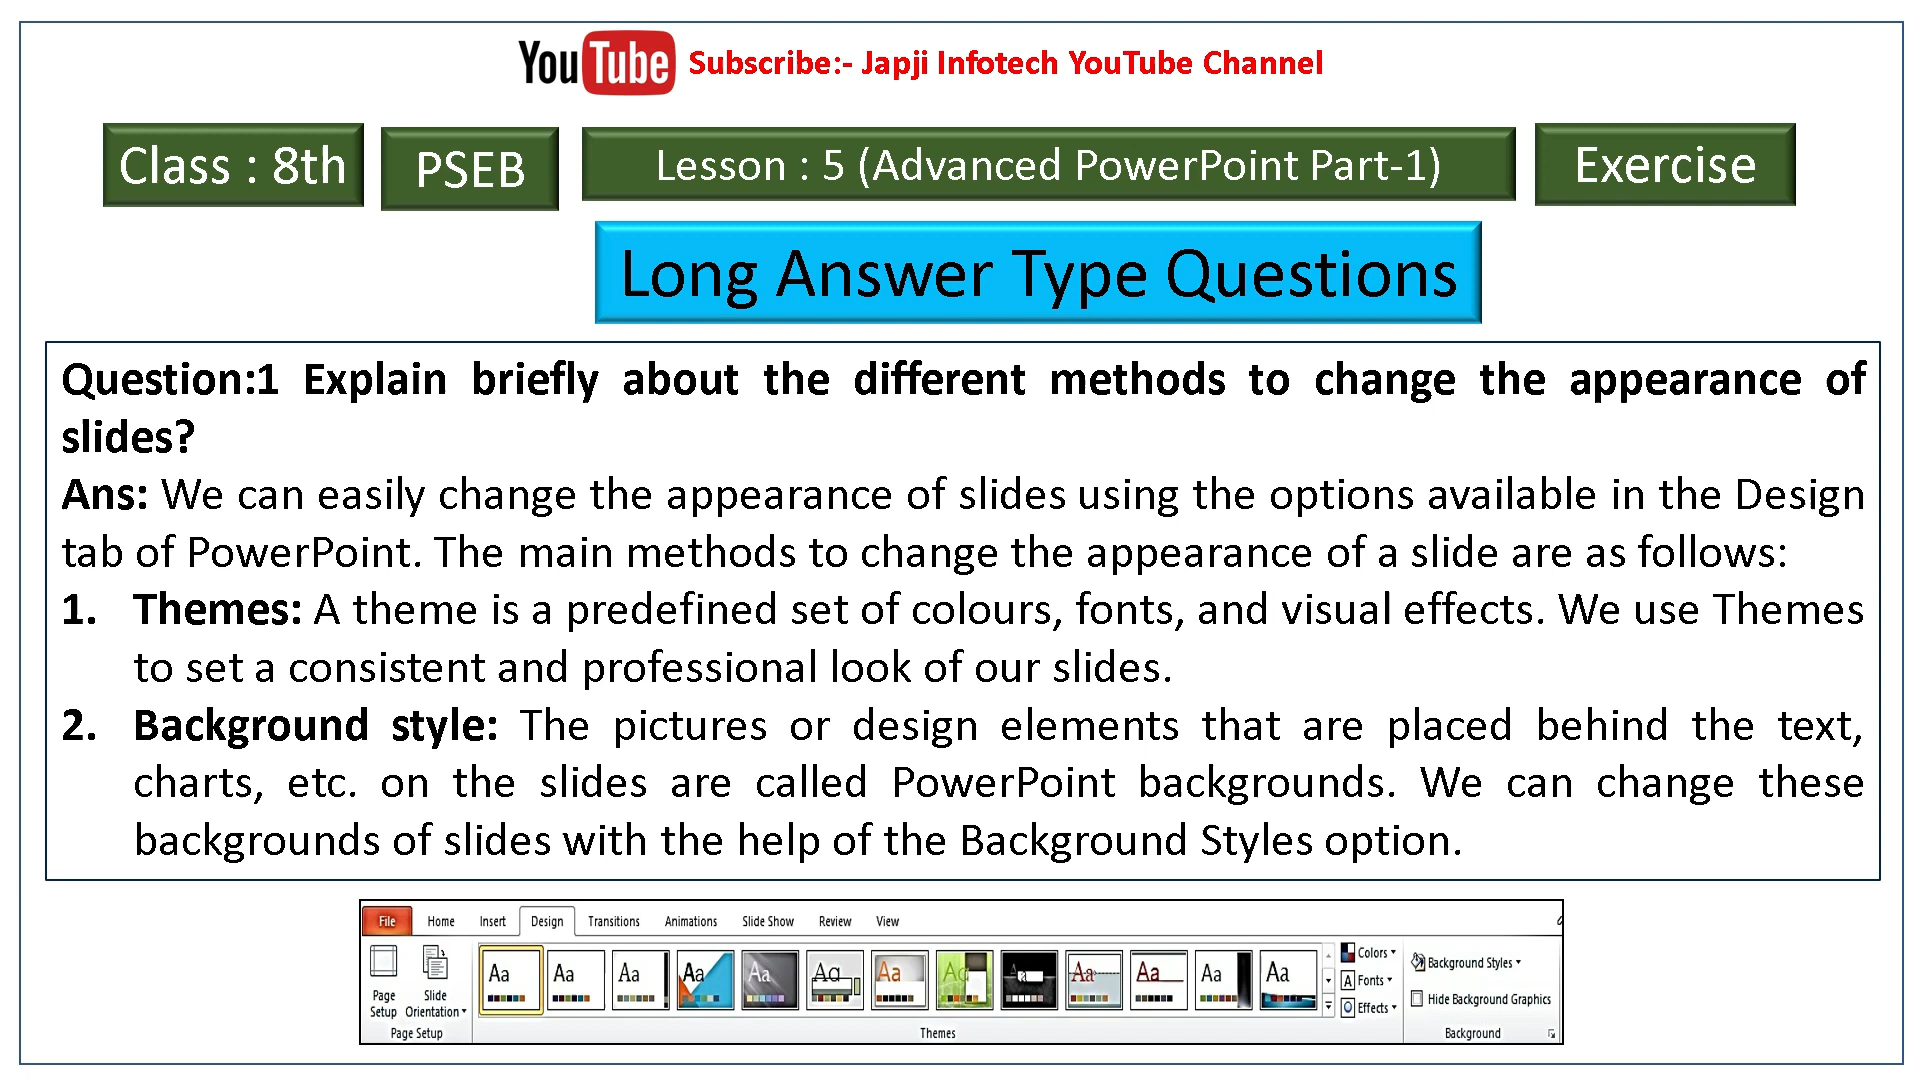 YouTube Subscribe:- Japji Infotech YouTube Channel
Class : 8th PSEB Lesson : 5 (Advanced PowerPoint Part-1) Exercise
Long Answer Type Questions
Question:1 Explain briefly about the different methods to change the appearance of
slides?
Ans: We can easily change the appearance of slides using the options available in the Design
tab of PowerPoint. The main methods to change the appearance of a slide are as follows:
1. Themes: A theme is a predefined set of colours, fonts, and visual effects. We use Themes
to set a consistent and professional look of our slides.
2. Background style: The pictures or design elements that are placed behind the text,
charts, etc. on the slides are called PowerPoint backgrounds. We can change these
backgrounds of slides with the help of the Background Styles option.
File Home Insert Design Transitions Animations Slide Show Review View
Aa Aa Aa Aa Aa Aa Aa Aa Aa Aa Aa Aa Aa
Colors
Fonts
Effects
Background Styles
Hide Background Graphics
Page Setup
Slide Orientation
Page Setup Themes Background